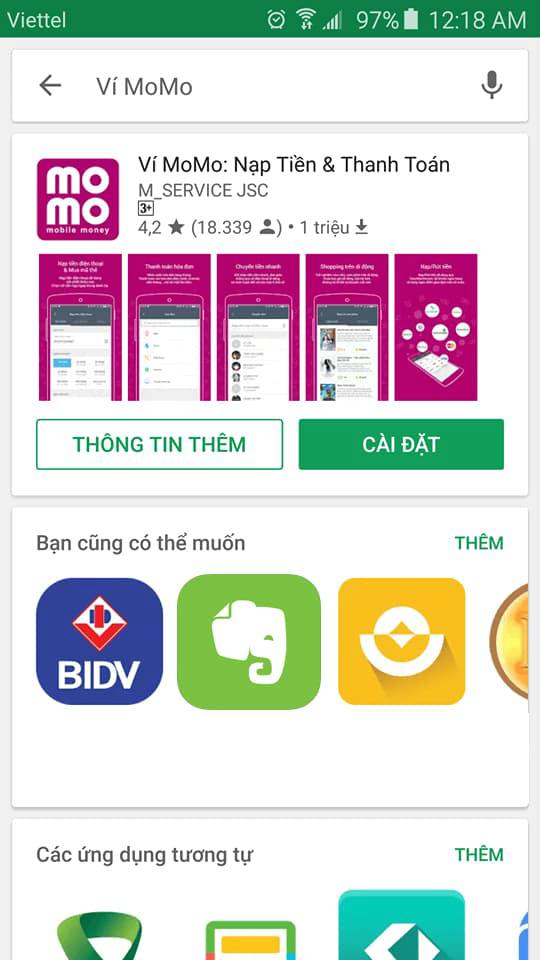 Viettel 97% 12:18 AM
Ví MoMo
Ví MoMo: Nạp Tiền & Thanh Toán
M_SERVICE JSC
3+
4,2 (18.339) • 1 triệu
mo
mo
mobile money
Nạp tiền điện thoại
& Mua mã thẻ
Thanh toán hóa đơn
Chuyển tiền nhanh
Shopping trên di động
Nạp/Rút tiền
THÔNG TIN THÊM
CÀI ĐẶT
Bạn cũng có thể muốn
THÊM
BIDV
Các ứng dụng tương tự
THÊM